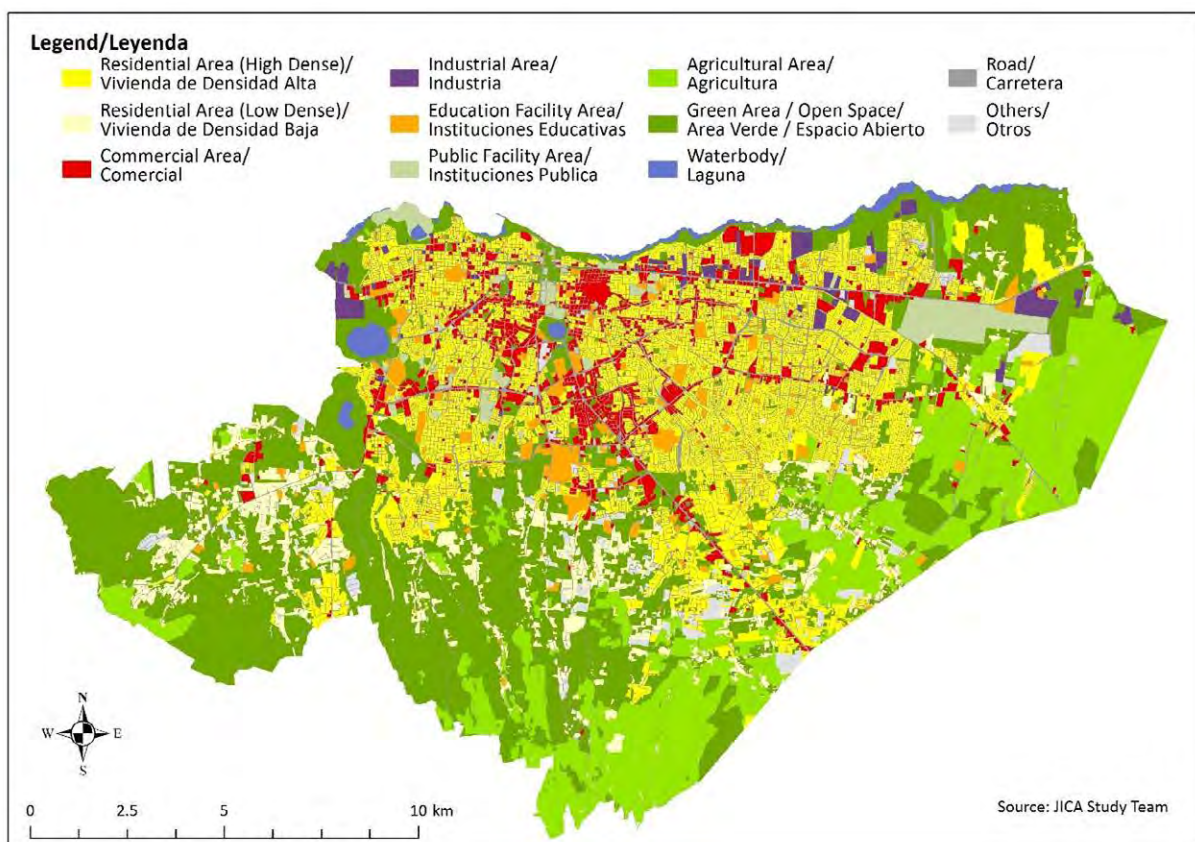 Legend/Leyenda
Residential Area (High Dense)/
Vivienda de Densidad Alta
Residential Area (Low Dense)/
Vivienda de Densidad Baja
Commercial Area/
Comercial
Industrial Area/
Industria
Education Facility Area/
Instituciones Educativas
Public Facility Area/
Instituciones Publica
Agricultural Area/
Agricultura
Green Area / Open Space/
Area Verde / Espacio Abierto
Waterbody/
Laguna
Road/
Carretera
Others/
Otros
N
W E
S
0 2.5 5 10 km
Source: JICA Study Team